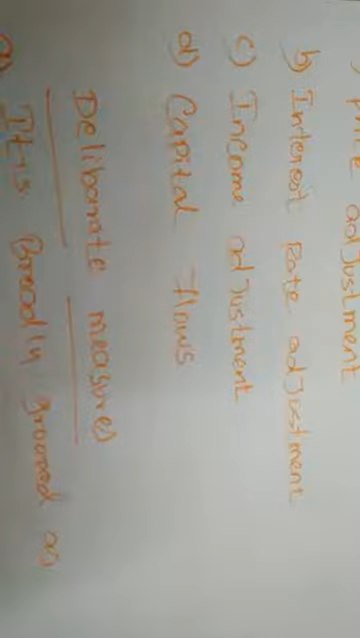 Price adjustment
b) Interest Rate adjustment
c) Income adjustment
d) Capital flows
Deliberate measures
It is Broadly grouped as